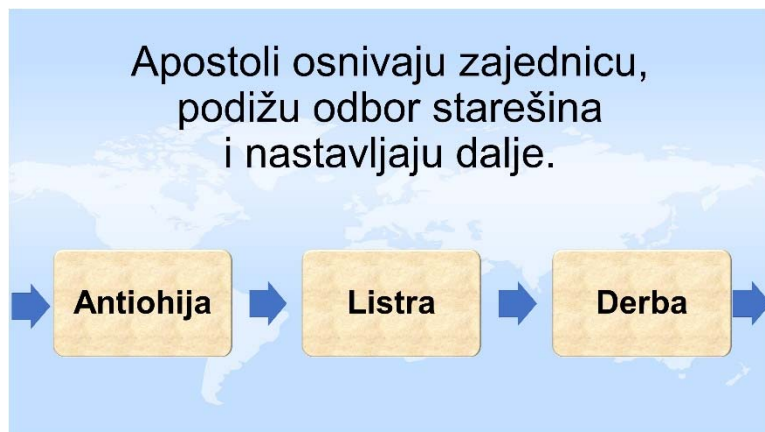 Apostoli osnivaju zajednicu,
podižu odbor starešina
i nastavljaju dalje.
Antiohija
Listra
Derba